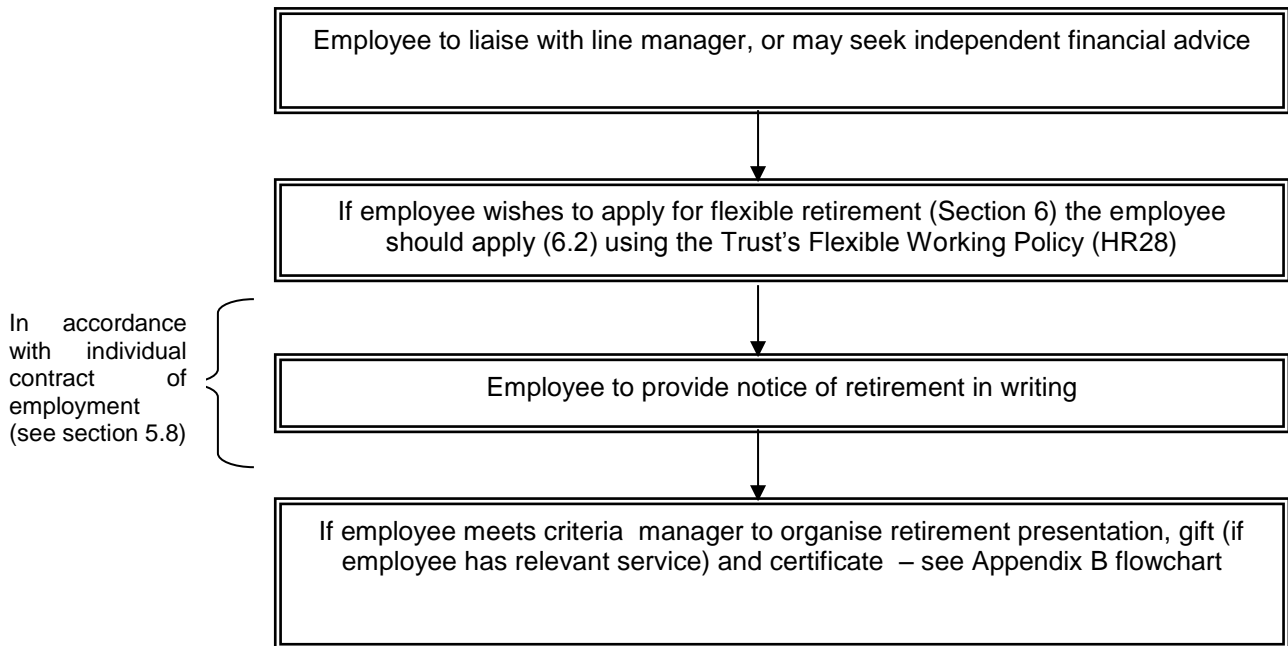 Employee to liaise with line manager, or may seek independent financial advice
If employee wishes to apply for flexible retirement (Section 6) the employee
should apply (6.2) using the Trust’s Flexible Working Policy (HR28)
In accordance
with individual
contract of
employment
(see section 5.8)
Employee to provide notice of retirement in writing
If employee meets criteria manager to organise retirement presentation, gift (if
employee has relevant service) and certificate – see Appendix B flowchart